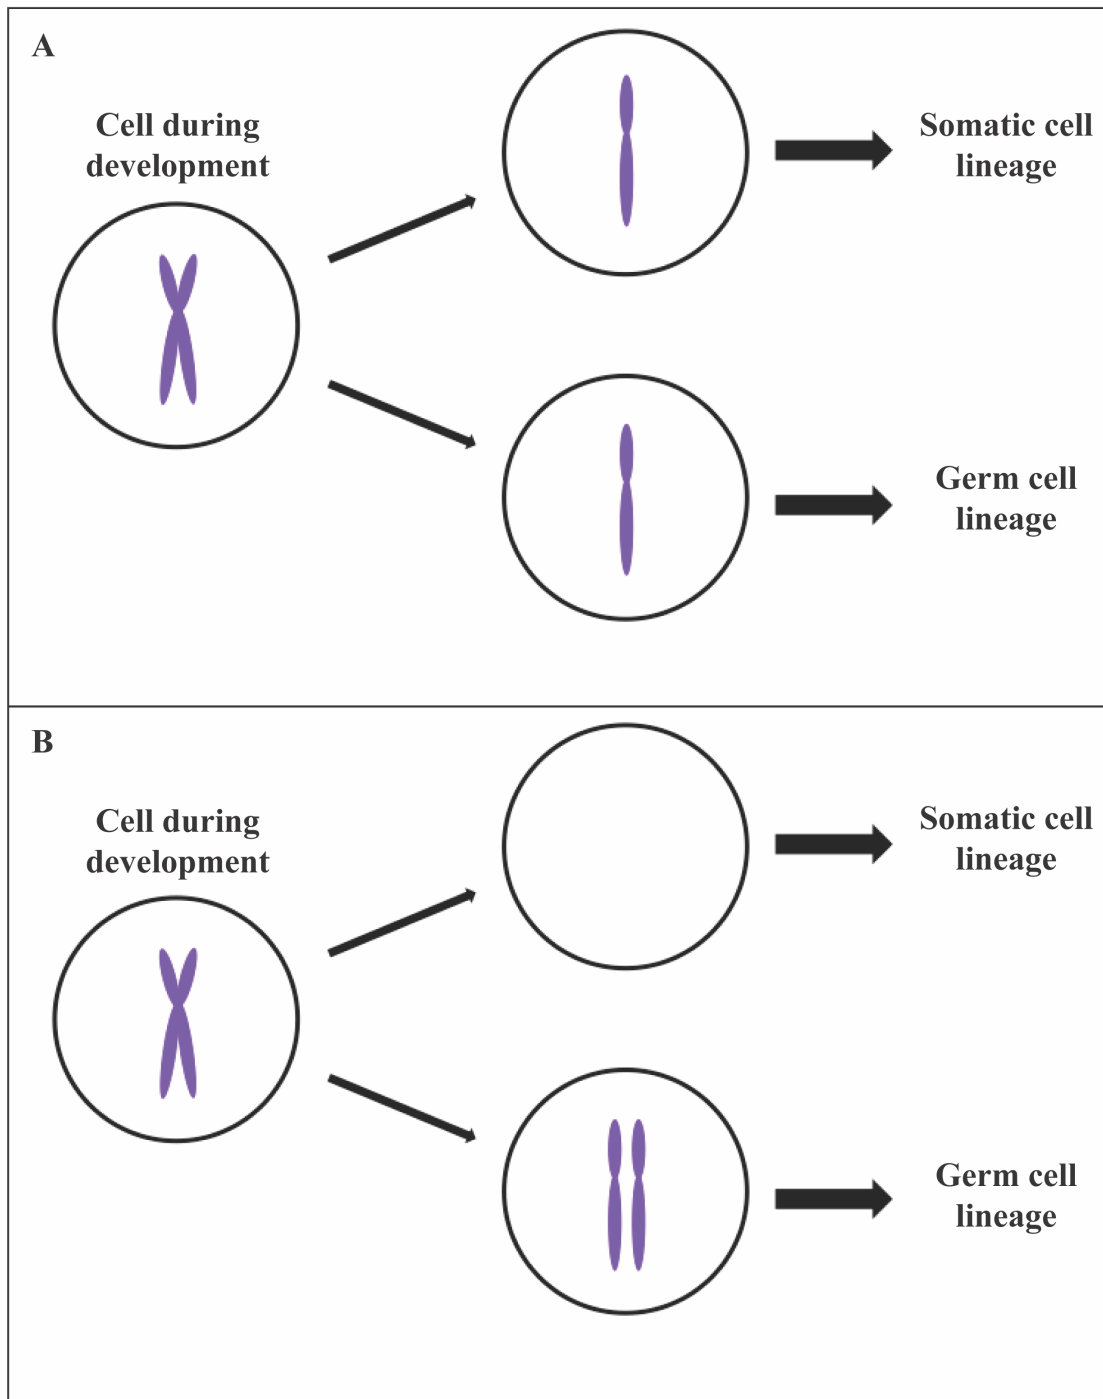 A
Cell during
development
Somatic cell
lineage
Germ cell
lineage
B
Cell during
development
Somatic cell
lineage
Germ cell
lineage